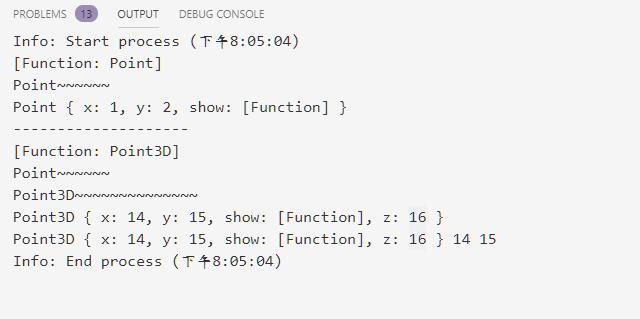 PROBLEMS 13 OUTPUT DEBUG CONSOLE
Info: Start process (下午8:05:04)
[Function: Point]
Point~~~~~~
Point { x: 1, y: 2, show: [Function] }
--------------------
[Function: Point3D]
Point~~~~~~
Point3D~~~~~~~~~~~~~~
Point3D { x: 14, y: 15, show: [Function], z: 16 }
Point3D { x: 14, y: 15, show: [Function], z: 16 } 14 15
Info: End process (下午8:05:04)